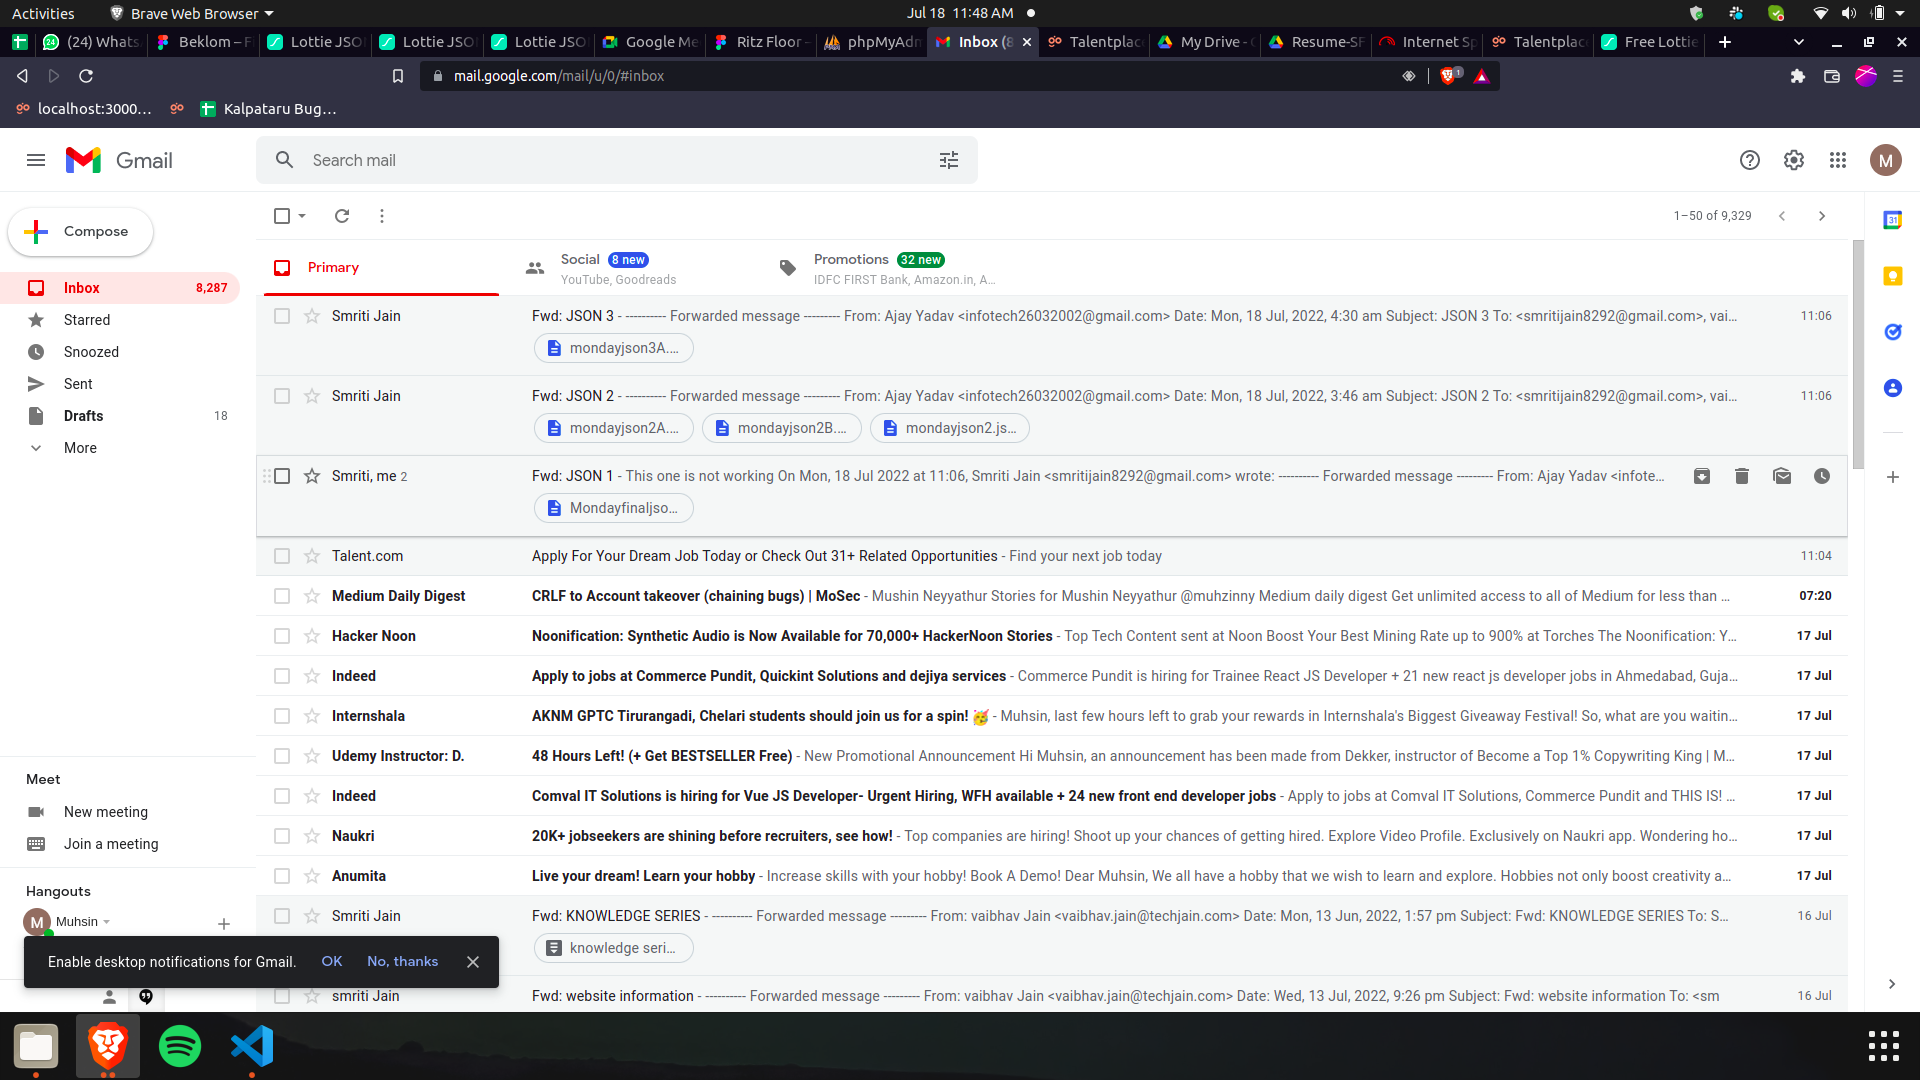 Activities
Brave Web Browser
Jul 18 11:48 AM
(24) Whats
Beklom – F
Lottie JSO
Lottie JSO
Lottie JSO
Google Me
Ritz Floor –
phpMyAdm
Inbox (8
Talentplac
My Drive -
Resume-SF
Internet Sp
Talentplac
Free Lottie
mail.google.com/mail/u/0/#inbox
1
localhost:3000...
Kalpataru Bug...
Gmail
Search mail
M
Compose
1–50 of 9,329
31
Primary
Social 8 new
YouTube, Goodreads
Promotions 32 new
IDFC FIRST Bank, Amazon.in, A...
Inbox 8,287
Starred
Snoozed
Sent
Drafts 18
More
Smriti Jain Fwd: JSON 3 - ---------- Forwarded message --------- From: Ajay Yadav <infotech26032002@gmail.com> Date: Mon, 18 Jul, 2022, 4:30 am Subject: JSON 3 To: <smritijain8292@gmail.com>, vai... 11:06
mondayjson3A....
Smriti Jain Fwd: JSON 2 - ---------- Forwarded message --------- From: Ajay Yadav <infotech26032002@gmail.com> Date: Mon, 18 Jul, 2022, 3:46 am Subject: JSON 2 To: <smritijain8292@gmail.com>, vai... 11:06
mondayjson2A.... mondayjson2B.... mondayjson2.js...
Smriti, me 2 Fwd: JSON 1 - This one is not working On Mon, 18 Jul 2022 at 11:06, Smriti Jain <smritijain8292@gmail.com> wrote: ---------- Forwarded message --------- From: Ajay Yadav <infote...
Mondayfinaljso...
Talent.com Apply For Your Dream Job Today or Check Out 31+ Related Opportunities - Find your next job today 11:04
Medium Daily Digest CRLF to Account takeover (chaining bugs) | MoSec - Mushin Neyyathur Stories for Mushin Neyyathur @muhzinny Medium daily digest Get unlimited access to all of Medium for less than ... 07:20
Hacker Noon Noonification: Synthetic Audio is Now Available for 70,000+ HackerNoon Stories - Top Tech Content sent at Noon Boost Your Best Mining Rate up to 900% at Torches The Noonification: Y... 17 Jul
Indeed Apply to jobs at Commerce Pundit, Quickint Solutions and dejiya services - Commerce Pundit is hiring for Trainee React JS Developer + 21 new react js developer jobs in Ahmedabad, Guja... 17 Jul
Internshala AKNM GPTC Tirurangadi, Chelari students should join us for a spin! 🥳 - Muhsin, last few hours left to grab your rewards in Internshala's Biggest Giveaway Festival! So, what are you waitin... 17 Jul
Udemy Instructor: D. 48 Hours Left! (+ Get BESTSELLER Free) - New Promotional Announcement Hi Muhsin, an announcement has been made from Dekker, instructor of Become a Top 1% Copywriting King | M... 17 Jul
Indeed Comval IT Solutions is hiring for Vue JS Developer- Urgent Hiring, WFH available + 24 new front end developer jobs - Apply to jobs at Comval IT Solutions, Commerce Pundit and THIS IS! ... 17 Jul
Naukri 20K+ jobseekers are shining before recruiters, see how! - Top companies are hiring! Shoot up your chances of getting hired. Explore Video Profile. Exclusively on Naukri app. Wondering ho... 17 Jul
Anumita Live your dream! Learn your hobby - Increase skills with your hobby! Book A Demo! Dear Muhsin, We all have a hobby that we wish to learn and explore. Hobbies not only boost creativity a... 17 Jul
Smriti Jain Fwd: KNOWLEDGE SERIES - ---------- Forwarded message --------- From: vaibhav Jain <vaibhav.jain@techjain.com> Date: Mon, 13 Jun, 2022, 1:57 pm Subject: Fwd: KNOWLEDGE SERIES To: S... 16 Jul
knowledge seri...
smriti Jain Fwd: website information - ---------- Forwarded message --------- From: vaibhav Jain <vaibhav.jain@techjain.com> Date: Wed, 13 Jul, 2022, 9:26 pm Subject: Fwd: website information To: <sm 16 Jul
Meet
New meeting
Join a meeting
Hangouts
M Muhsin
Enable desktop notifications for Gmail. OK No, thanks